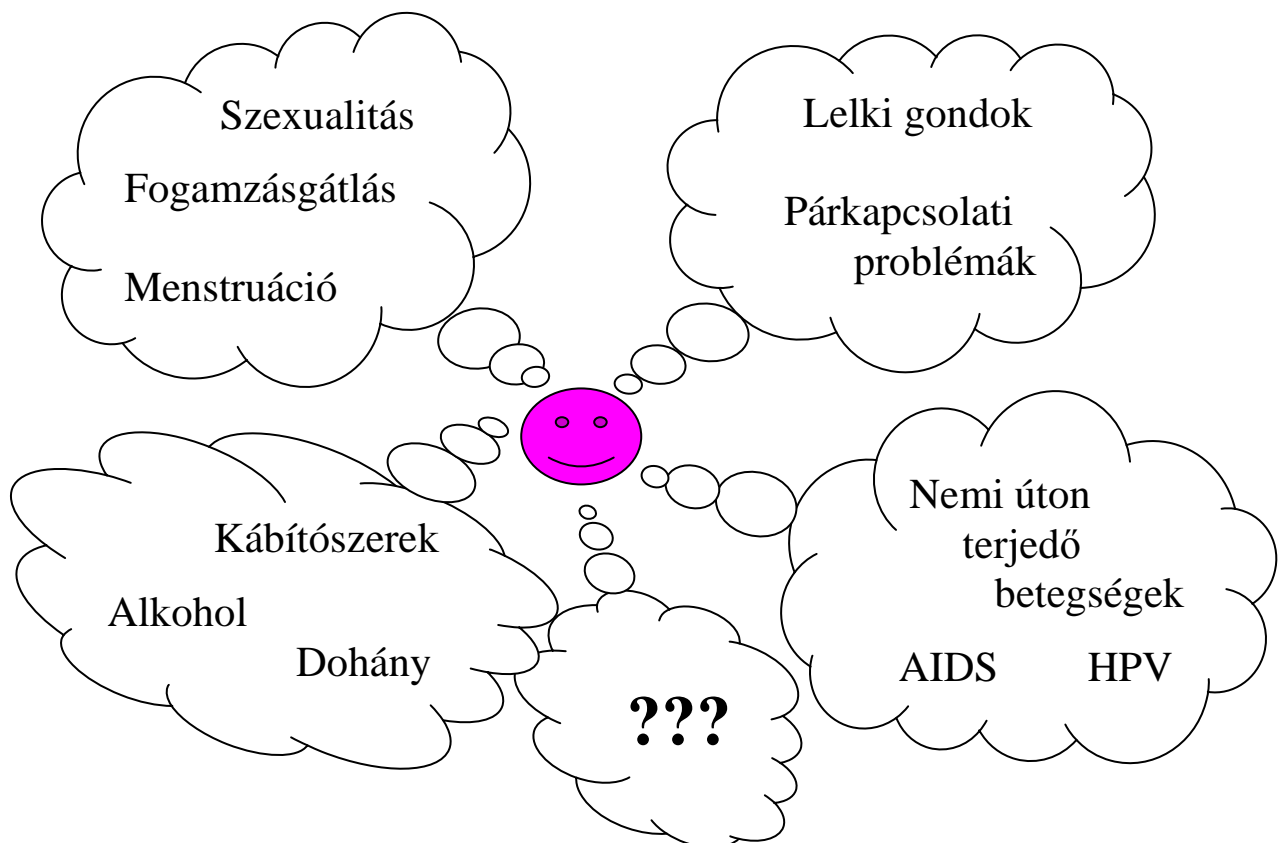 Szexualitás
Fogamzásgátlás
Menstruáció
Lelki gondok
Párkapcsolati
problémák
Kábítószerek
Alkohol
Dohány
???
Nemi úton
terjedő
betegségek
AIDS HPV